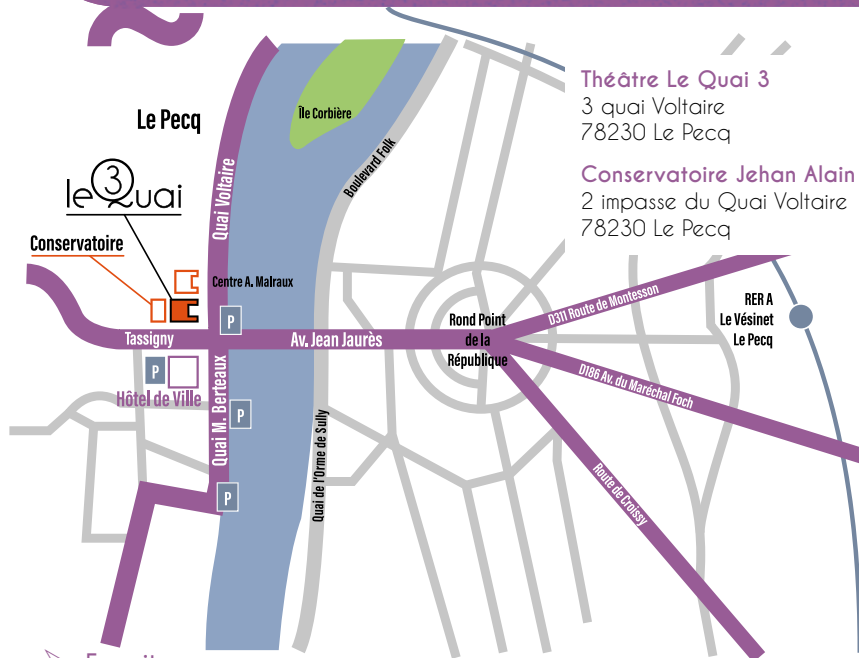 Théâtre Le Quai 3
3 quai Voltaire
78230 Le Pecq
Conservatoire Jehan Alain
2 impasse du Quai Voltaire
78230 Le Pecq
Le Pecq
Île Corbière
Quai Voltaire
Boulevard Folk
le 3 Quai
Conservatoire
Centre A. Malraux
P
Tassigny
Av. Jean Jaurès
Rond Point
de la
République
D311 Route de Montesson
RER A
Le Vésinet
Le Pecq
D186 Av. du Maréchal Foch
P
Hôtel de Ville
Quai M. Berteaux
P
Quai de l'Orme de Sully
Route de Croissy
P